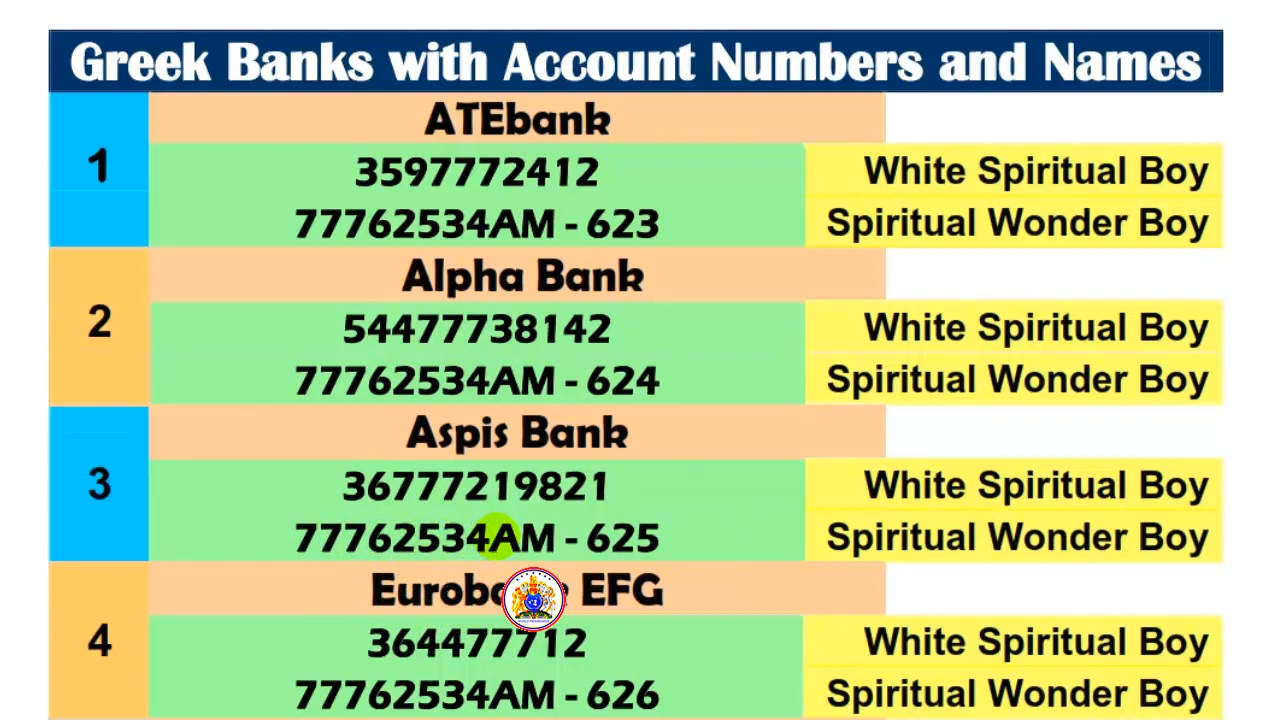 Greek Banks with Account Numbers and Names
1
ATEbank
3597772412 White Spiritual Boy
77762534AM - 623 Spiritual Wonder Boy
2
Alpha Bank
54477738142 White Spiritual Boy
77762534AM - 624 Spiritual Wonder Boy
3
Aspis Bank
36777219821 White Spiritual Boy
77762534AM - 625 Spiritual Wonder Boy
4
EFG
364477712 White Spiritual Boy
77762534AM - 626 Spiritual Wonder Boy